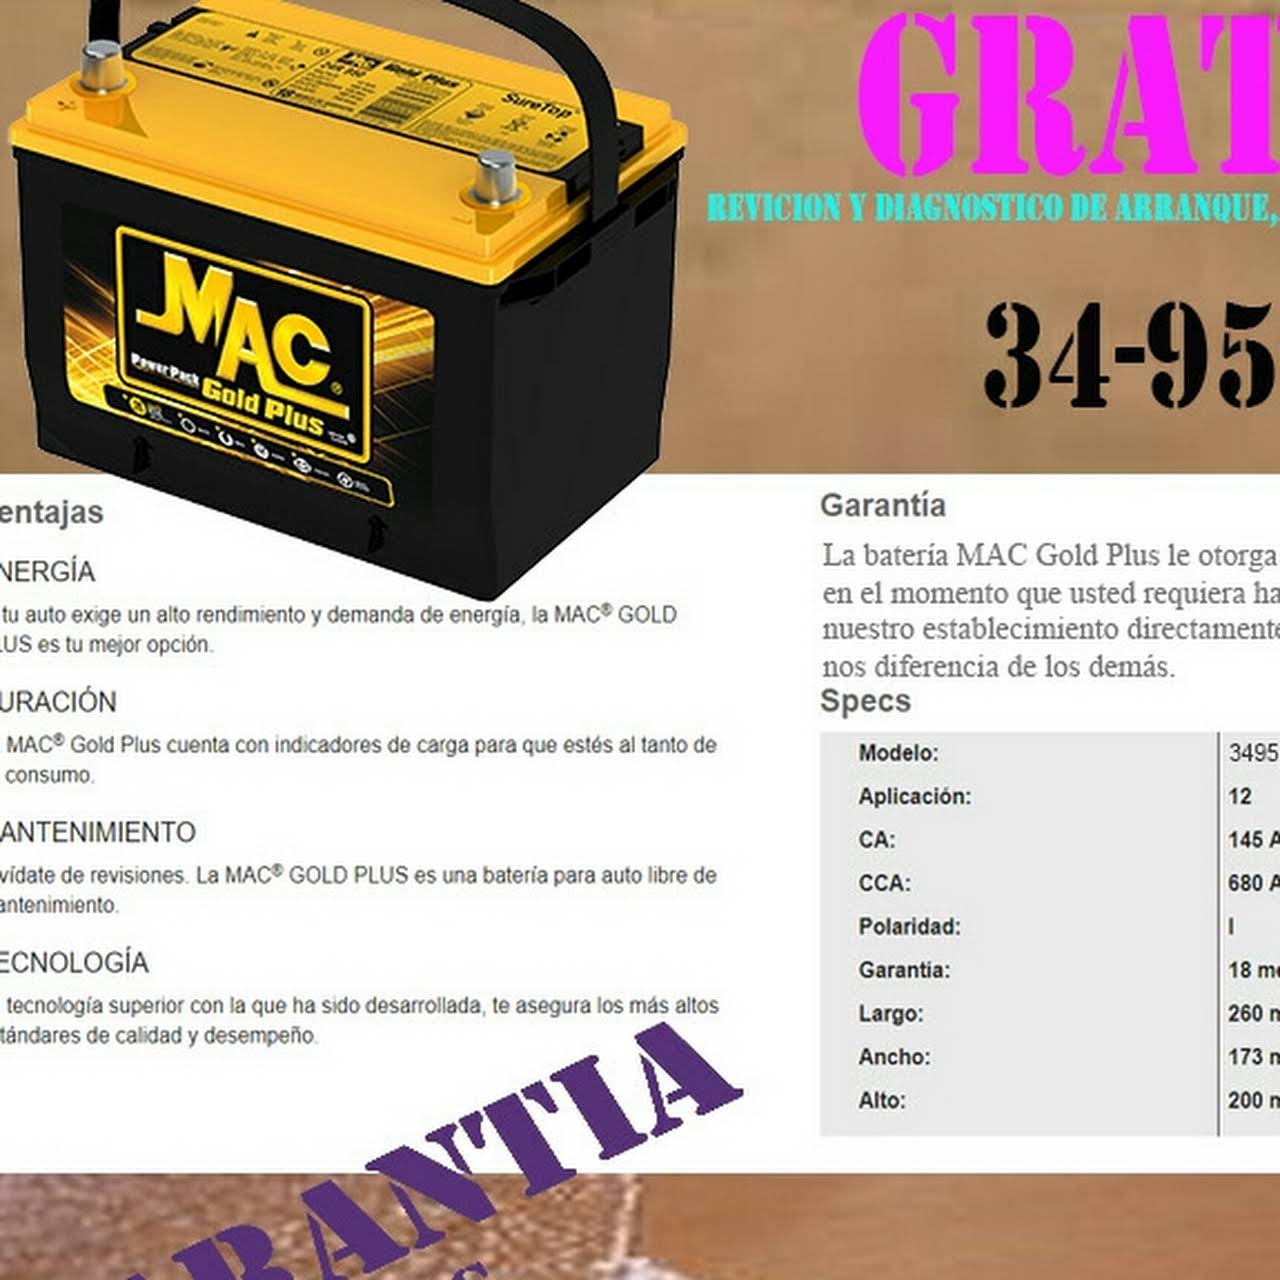 GRAT
REVICION Y DIAGNOSTICO DE ARRANQUE,
34-95
SureTop
Gold Plus
MAC®
PowerPack
Gold Plus
entajas
NERGÍA
tu auto exige un alto rendimiento y demanda de energía, la MAC® GOLD
LUS es tu mejor opción.
URACIÓN
MAC® Gold Plus cuenta con indicadores de carga para que estés al tanto de
consumo.
ANTENIMIENTO
vídate de revisiones. La MAC® GOLD PLUS es una batería para auto libre de
antenimiento.
ECNOLOGÍA
tecnología superior con la que ha sido desarrollada, te asegura los más altos
tándares de calidad y desempeño.
Garantía
La batería MAC Gold Plus le otorga
en el momento que usted requiera ha
nuestro establecimiento directamente
nos diferencia de los demás.
Specs
Modelo: 3495
Aplicación: 12
CA: 145 A
CCA: 680 A
Polaridad: I
Garantia: 18 me
Largo: 260 m
Ancho: 173 m
Alto: 200 m
RANTIA